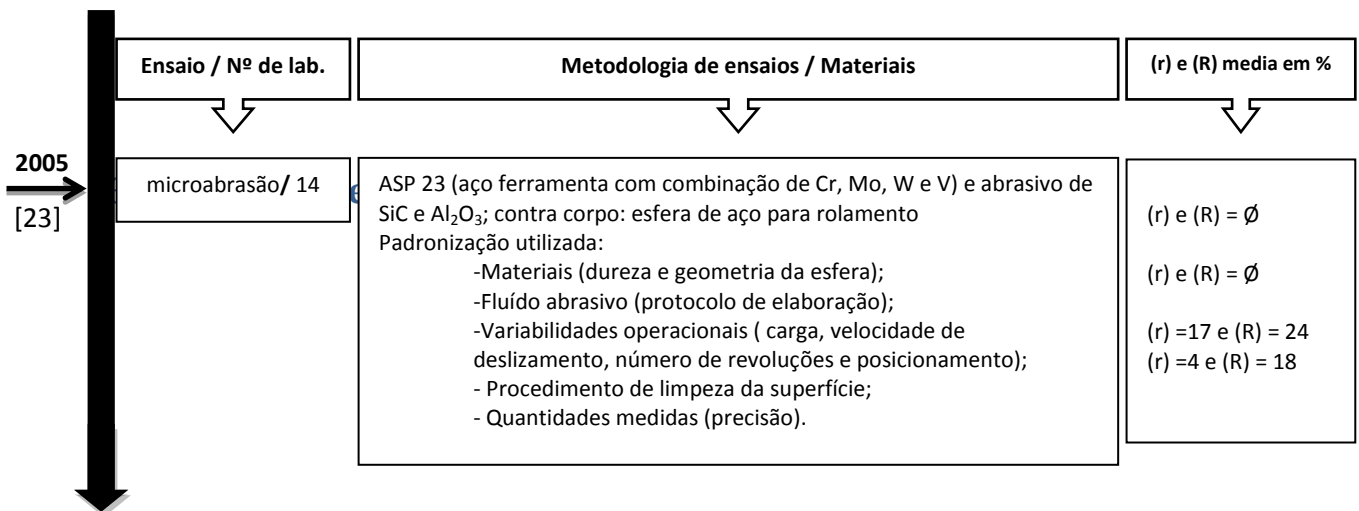 Ensaio / Nº de lab.
Metodologia de ensaios / Materiais
(r) e (R) media em %
2005
[23]
microabrasão/ 14
ASP 23 (aço ferramenta com combinação de Cr, Mo, W e V) e abrasivo de
SiC e Al₂O₃; contra corpo: esfera de aço para rolamento
Padronização utilizada:
-Materiais (dureza e geometria da esfera);
-Fluído abrasivo (protocolo de elaboração);
-Variabilidades operacionais ( carga, velocidade de
deslizamento, número de revoluções e posicionamento);
- Procedimento de limpeza da superfície;
- Quantidades medidas (precisão).
(r) e (R) = Ø
(r) e (R) = Ø
(r) =17 e (R) = 24
(r) =4 e (R) = 18